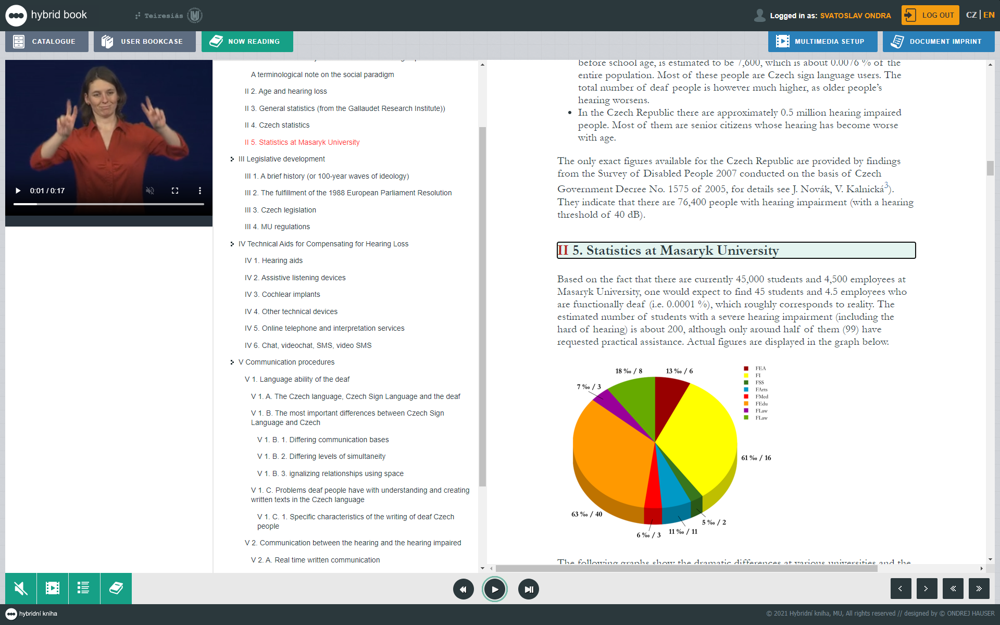 hybrid book
Teiresiás
Logged in as: SVATOSLAV ONDRA
LOG OUT
CZ | EN
CATALOGUE
USER BOOKCASE
NOW READING
MULTIMEDIA SETUP
DOCUMENT IMPRINT
0:01 / 0:17
A terminological note on the social paradigm
II 2. Age and hearing loss
II 3. General statistics (from the Gallaudet Research Institute))
II 4. Czech statistics
II 5. Statistics at Masaryk University
III Legislative development
III 1. A brief history (or 100-year waves of ideology)
III 2. The fulfillment of the 1988 European Parliament Resolution
III 3. Czech legislation
III 4. MU regulations
IV Technical Aids for Compensating for Hearing Loss
IV 1. Hearing aids
IV 2. Assistive listening devices
IV 3. Cochlear implants
IV 4. Other technical devices
IV 5. Online telephone and interpretation services
IV 6. Chat, videochat, SMS, video SMS
V Communication procedures
V 1. Language ability of the deaf
V 1. A. The Czech language, Czech Sign Language and the deaf
V 1. B. The most important differences between Czech Sign
Language and Czech
V 1. B. 1. Differing communication bases
V 1. B. 2. Differing levels of simultaneity
V 1. B. 3. ignalizing relationships using space
V 1. C. Problems deaf people have with understanding and creating
written texts in the Czech language
V 1. C. 1. Specific characteristics of the writing of deaf Czech
people
V 2. Communication between the hearing and the hearing impaired
V 2. A. Real time written communication
before school age, is estimated to be 7,600, which is about 0.0076 % of the
entire population. Most of these people are Czech sign language users. The
total number of deaf people is however much higher, as older people's
hearing worsens.
• In the Czech Republic there are approximately 0.5 million hearing impaired
people. Most of them are senior citizens whose hearing has become worse
with age.
The only exact figures available for the Czech Republic are provided by findings
from the Survey of Disabled People 2007 conducted on the basis of Czech
Government Decree No. 1575 of 2005, for details see J. Novák, V. Kalnická3).
They indicate that there are 76,400 people with hearing impairment (with a hearing
threshold of 40 dB).
II 5. Statistics at Masaryk University
Based on the fact that there are currently 45,000 students and 4,500 employees at
Masaryk University, one would expect to find 45 students and 4.5 employees who
are functionally deaf (i.e. 0.0001 %), which roughly corresponds to reality. The
estimated number of students with a severe hearing impairment (including the
hard of hearing) is about 200, although only around half of them (99) have
requested practical assistance. Actual figures are displayed in the graph below.
18 ‰ / 8
13 ‰ / 6
7 ‰ / 3
61 ‰ / 16
63 ‰ / 40
5 ‰ / 2
11 ‰ / 11
6 ‰ / 3
FEA
FI
FSS
FArts
FMed
FEdu
FLaw
FLaw
The following graphs show the dramatic differences at various universities and the
hybridní kniha
© 2021 Hybridní kniha, MU, All rights reserved // designed by © ONDREJ HAUSER